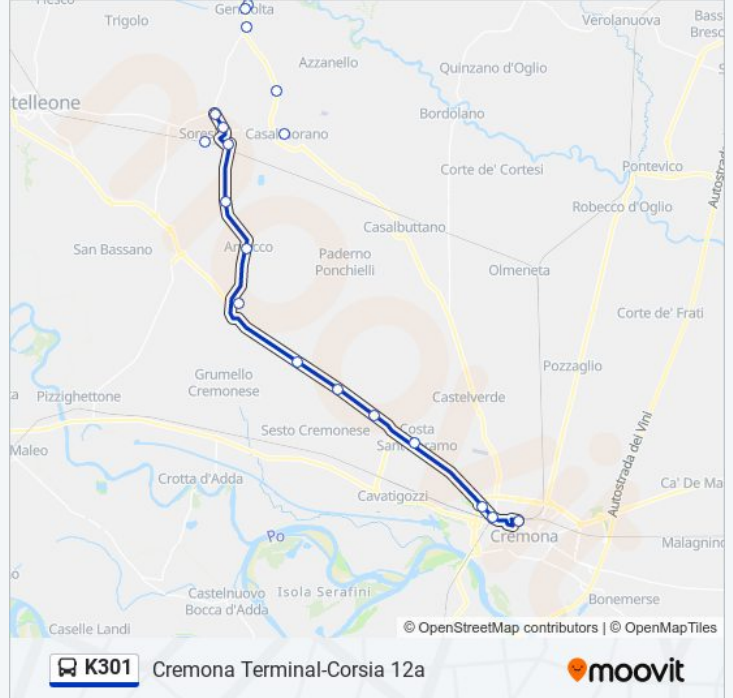 Trigolo
Verolanuova
Azzanello
Quinzano d'Oglio
telleone
Bordolano
Corte de' Cortesi
Pontevico
Autostrada
Robecco d'Oglio
San Bassano
Casalbuttano
Paderno
Ponchielli
Olmeneta
Corte de' Frati
Grumello
Cremonese
Pozzaglio
Pizzighettone
Castelverde
Sesto Cremonese
Costa
Maleo
Autostrada dei Vini
Crotta d'Adda
Cavatigozzi
Ca' De Ma
Po
Cremona
Malagnino
Castelnuovo
Bocca d'Adda
Isola Serafini
Bonemerse
Caselle Landi
© OpenStreetMap contributors | © OpenMapTiles
K301 Cremona Terminal-Corsia 12a
moovit